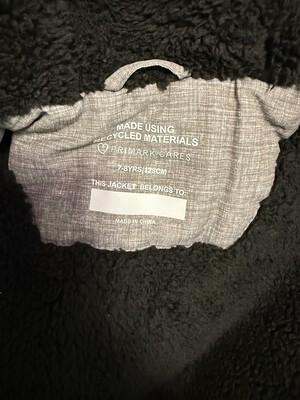 MADE USING
RECYCLED MATERIALS
PRIMARK CARES
7-8YRS/128CM
THIS JACKET BELONGS TO:
MADE IN CHINA